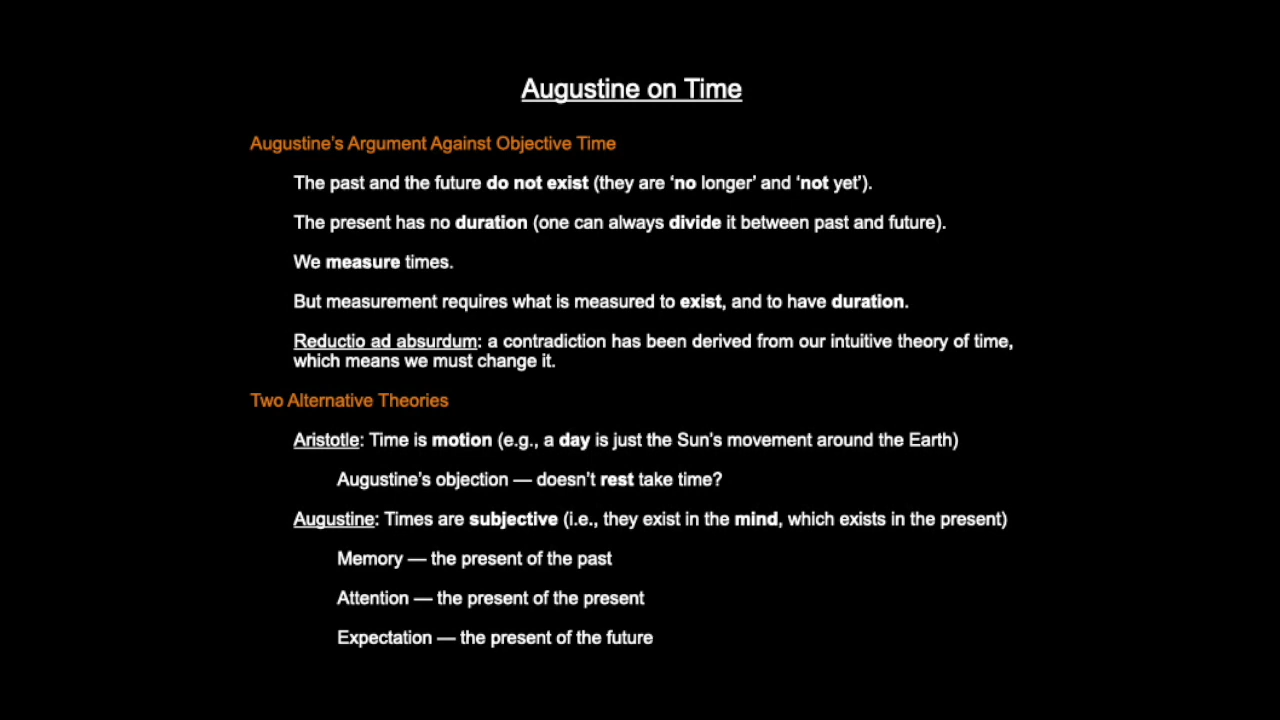 Augustine on Time
Augustine's Argument Against Objective Time
The past and the future do not exist (they are ‘no longer’ and ‘not yet’).
The present has no duration (one can always divide it between past and future).
We measure times.
But measurement requires what is measured to exist, and to have duration.
Reductio ad absurdum: a contradiction has been derived from our intuitive theory of time,
which means we must change it.
Two Alternative Theories
Aristotle: Time is motion (e.g., a day is just the Sun’s movement around the Earth)
Augustine’s objection — doesn’t rest take time?
Augustine: Times are subjective (i.e., they exist in the mind, which exists in the present)
Memory — the present of the past
Attention — the present of the present
Expectation — the present of the future